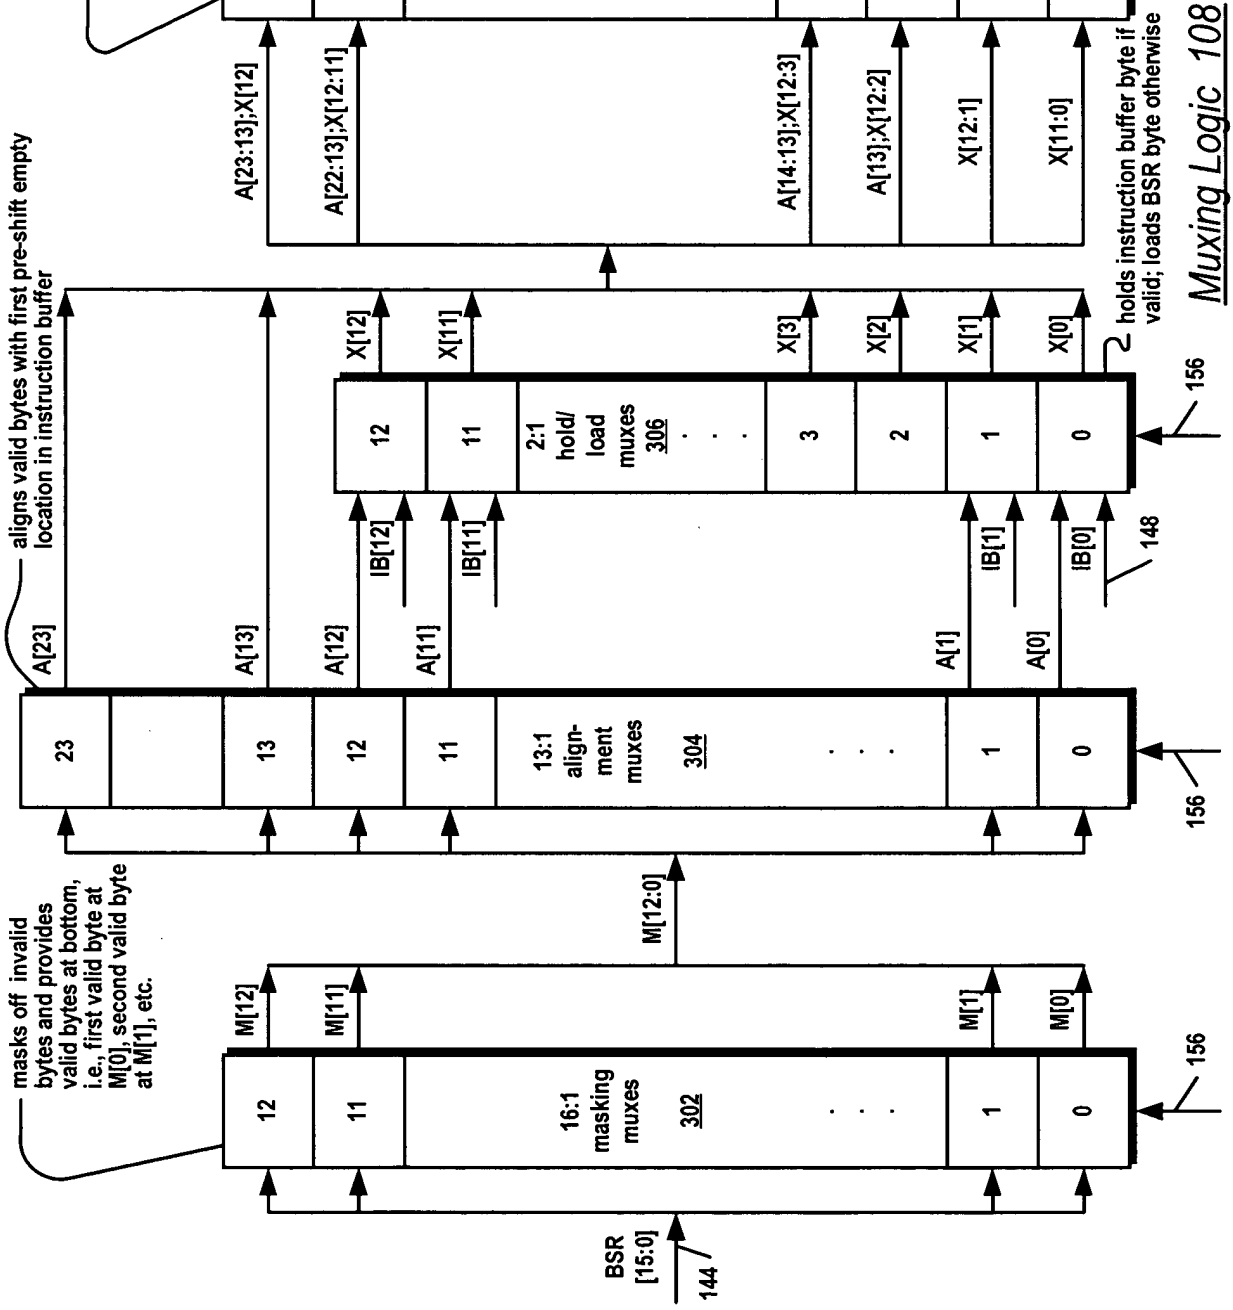 masks off invalid
bytes and provides
valid bytes at bottom,
i.e., first valid byte at
M[0], second valid byte
at M[1], etc.
aligns valid bytes with first pre-shift empty
location in instruction buffer
BSR
[15:0]
144
12
11
16:1
masking
muxes
302
. . .
1
0
156
M[12]
M[11]
M[1]
M[0]
M[12:0]
23
13
12
11
13:1
align-
ment
muxes
304
. . .
1
0
156
A[23]
A[13]
A[12]
A[11]
A[1]
A[0]
IB[12]
IB[11]
IB[1]
IB[0]
148
12
11
2:1
hold/
load
muxes
306
. . .
3
2
1
0
156
X[12]
X[11]
X[3]
X[2]
X[1]
X[0]
A[23:13];X[12]
A[22:13];X[12:11]
A[14:13];X[12:3]
A[13];X[12:2]
X[12:1]
X[11:0]
holds instruction buffer byte if
valid; loads BSR byte otherwise
Muxing Logic 108